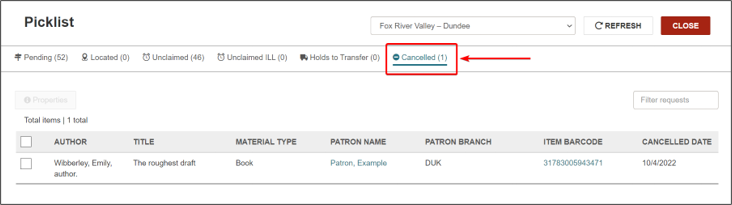 Picklist
Fox River Valley – Dundee
REFRESH
CLOSE
Pending (52) Located (0) Unclaimed (46) Unclaimed ILL (0) Holds to Transfer (0) Cancelled (1)
Properties
Filter requests
Total items | 1 total
AUTHOR TITLE MATERIAL TYPE PATRON NAME PATRON BRANCH ITEM BARCODE CANCELLED DATE
Wibberley, Emily, The roughest draft Book Patron, Example DUK 31783005943471 10/4/2022
author.